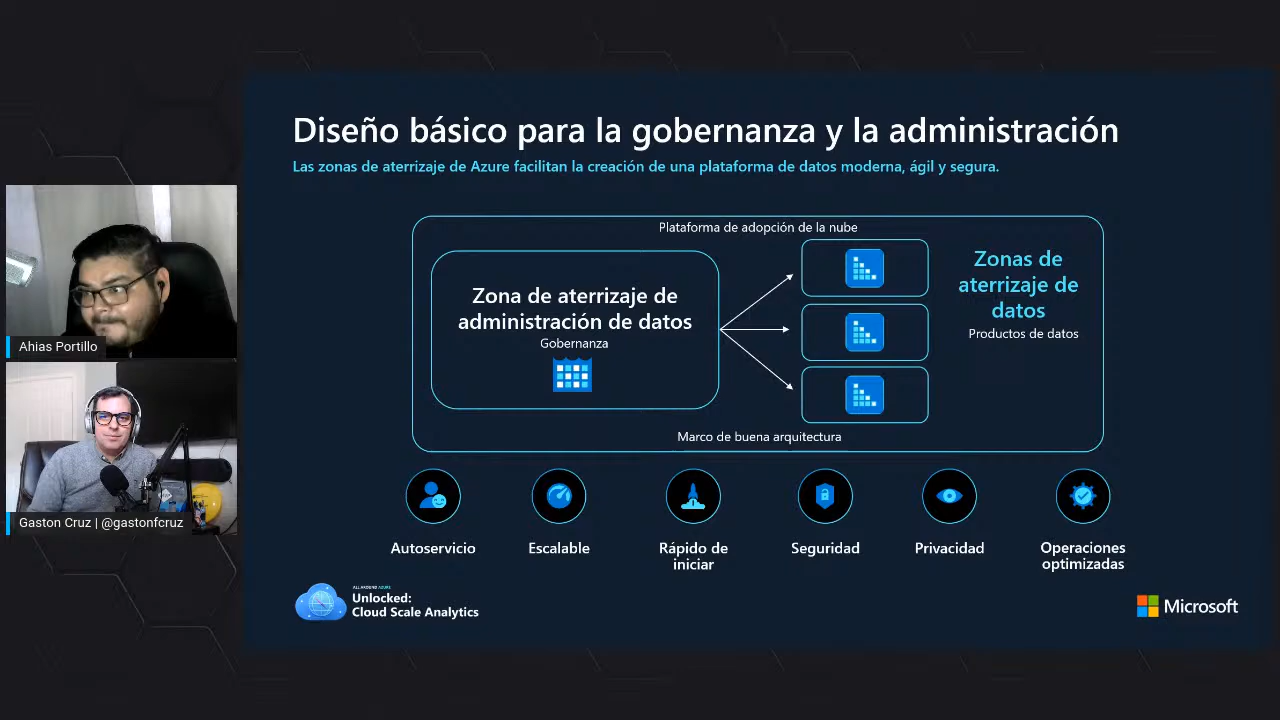 Diseño básico para la gobernanza y la administración
Las zonas de aterrizaje de Azure facilitan la creación de una plataforma de datos moderna, ágil y segura.
Plataforma de adopción de la nube
Zona de aterrizaje de
administración de datos
Gobernanza
Zonas de
aterrizaje de
datos
Productos de datos
Marco de buena arquitectura
Autoservicio
Escalable
Rápido de
iniciar
Seguridad
Privacidad
Operaciones
optimizadas
ALL AROUND AZURE
Unlocked:
Cloud Scale Analytics
Microsoft
Ahias Portillo
Gaston Cruz | @gastonfcruz